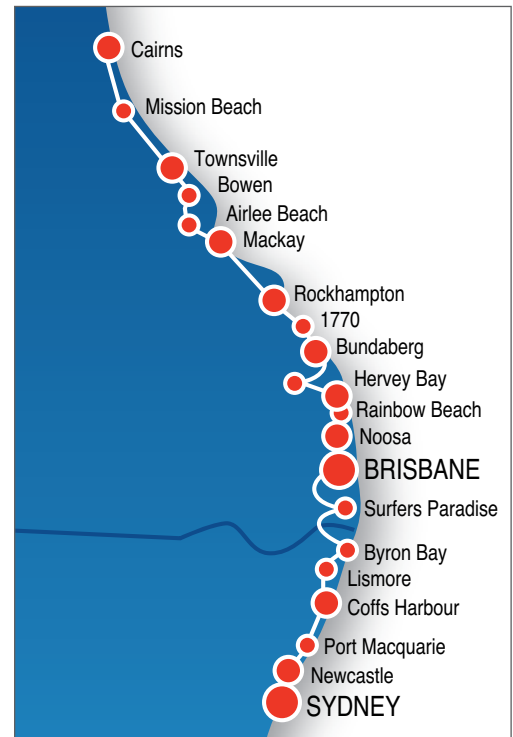 Cairns
Mission Beach
Townsville
Bowen
Airlee Beach
Mackay
Rockhampton
1770
Bundaberg
Hervey Bay
Rainbow Beach
Noosa
BRISBANE
Surfers Paradise
Byron Bay
Lismore
Coffs Harbour
Port Macquarie
Newcastle
SYDNEY